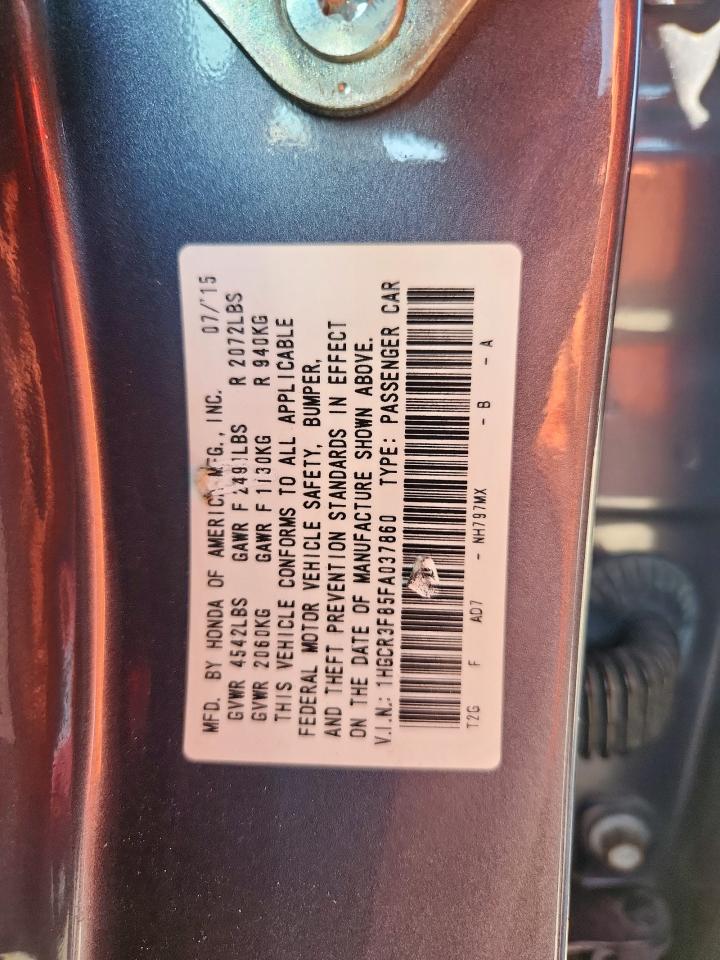 MFD. BY HONDA OF AMERICA MFG., INC. 07/'15
GVWR 4542LBS GAWR F LBS R 2072LBS
GVWR 2060KG GAWR F 1130KG R 940KG
THIS VEHICLE CONFORMS TO ALL APPLICABLE
FEDERAL MOTOR VEHICLE SAFETY, BUMPER,
AND THEFT PREVENTION STANDARDS IN EFFECT
ON THE DATE OF MANUFACTURE SHOWN ABOVE.
V.I.N.: 1HGCR3F85FA037860 TYPE: PASSENGER CAR
T2G F AD7 - NH797MX - B - A